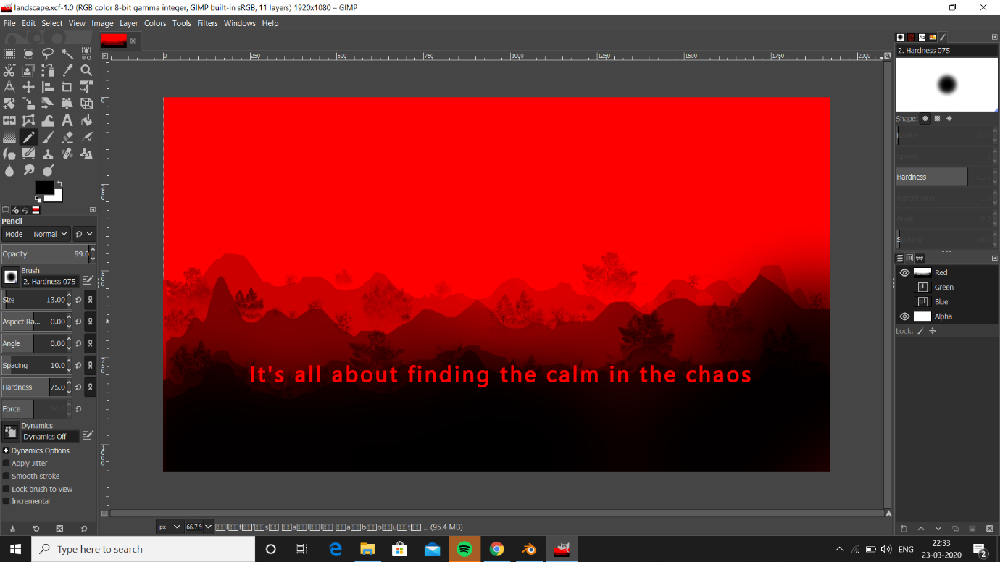 landscape.xcf-1.0 (RGB color 8-bit gamma integer, GIMP built-in sRGB, 11 layers) 1920x1080 – GIMP
File Edit Select View Image Layer Colors Tools Filters Windows Help
0 250 500 750 1000 1250 1500 1750 2000
0
250
500
750
1000
Pencil
Mode Normal
Opacity 99.0
Brush
2. Hardness 075
Size 13.00
Aspect Ra... 0.00
Angle 0.00
Spacing 10.0
Hardness 75.0
Force 50.0
Dynamics
Dynamics Off
Dynamics Options
Apply Jitter
Smooth stroke
Lock brush to view
Incremental
It's all about finding the calm in the chaos
px 66.7 % (95.4 MB)
2. Hardness 075
Shape:
Radius 25.0
Spikes 2
Hardness 0.75
Aspect ratio 1.0
Angle 0.0
Spacing 10.0
Red
Green
Blue
Alpha
Lock:
Type here to search
ENG
22:33
23-03-2020
2